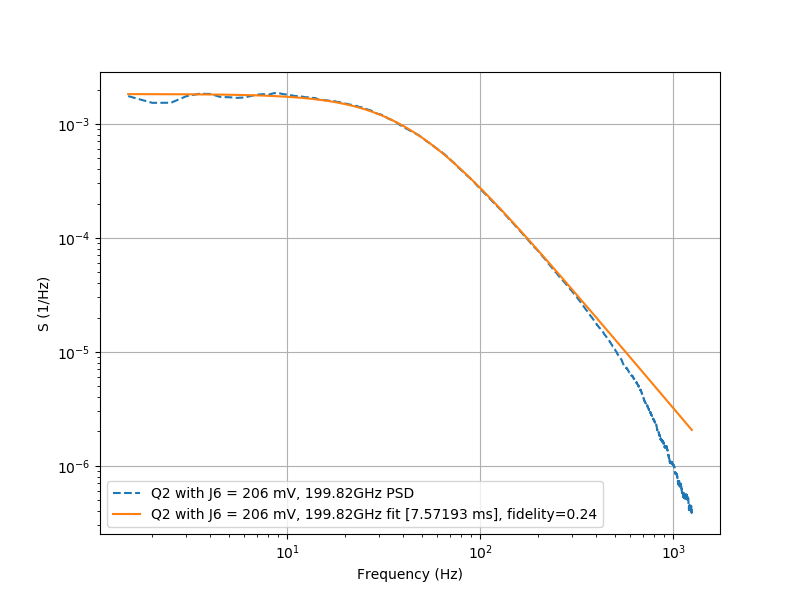 10⁻³
10⁻⁴
S (1/Hz)
10⁻⁵
10⁻⁶
Q2 with J6 = 206 mV, 199.82GHz PSD
Q2 with J6 = 206 mV, 199.82GHz fit [7.57193 ms], fidelity=0.24
10¹ 10² 10³
Frequency (Hz)